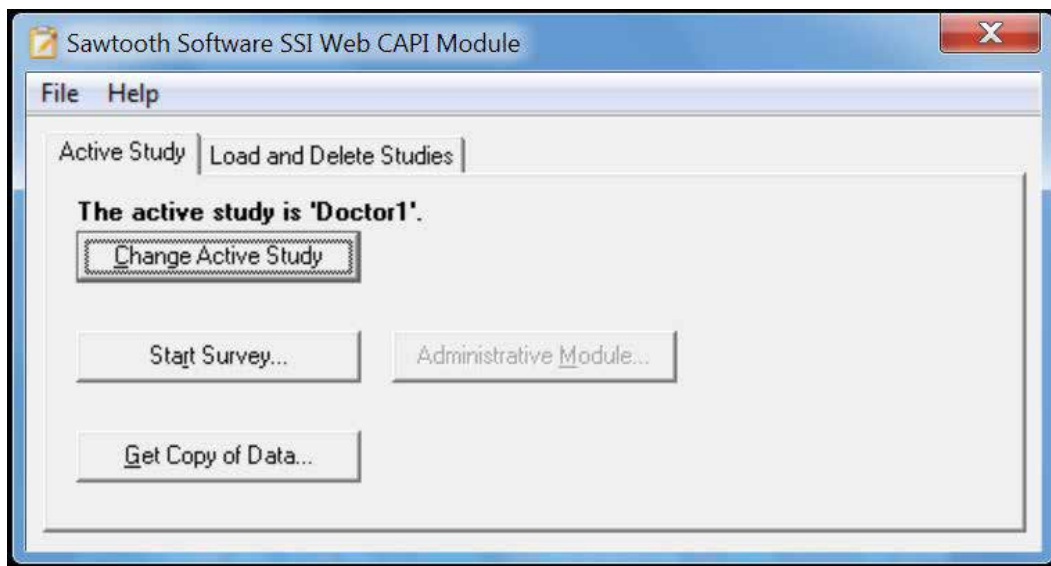 Sawtooth Software SSI Web CAPI Module
X
File Help
Active Study Load and Delete Studies
The active study is 'Doctor1'.
Change Active Study
Start Survey... Administrative Module...
Get Copy of Data...